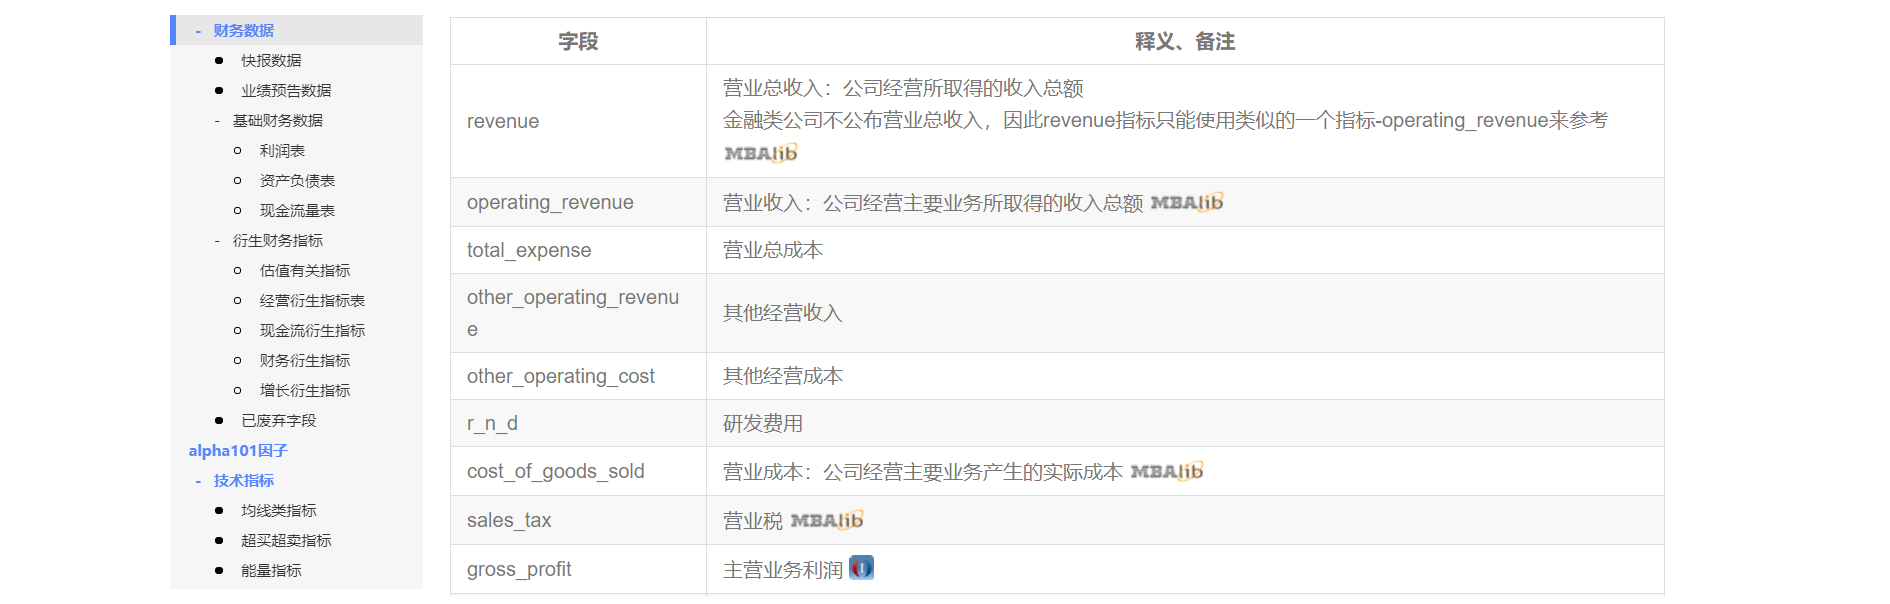 - 财务数据
快报数据
业绩预告数据
- 基础财务数据
利润表
资产负债表
现金流量表
- 衍生财务指标
估值有关指标
经营衍生指标表
现金流衍生指标
财务衍生指标
增长衍生指标
已废弃字段
alpha101因子
- 技术指标
均线类指标
超买超卖指标
能量指标
字段 释义、备注
revenue
营业总收入：公司经营所取得的收入总额
金融类公司不公布营业总收入，因此revenue指标只能使用类似的一个指标-operating_revenue来参考
MBAlib
operating_revenue 营业收入：公司经营主要业务所取得的收入总额 MBAlib
total_expense 营业总成本
other_operating_revenu
e
其他经营收入
other_operating_cost 其他经营成本
r_n_d 研发费用
cost_of_goods_sold 营业成本：公司经营主要业务产生的实际成本 MBAlib
sales_tax 营业税 MBAlib
gross_profit 主营业务利润